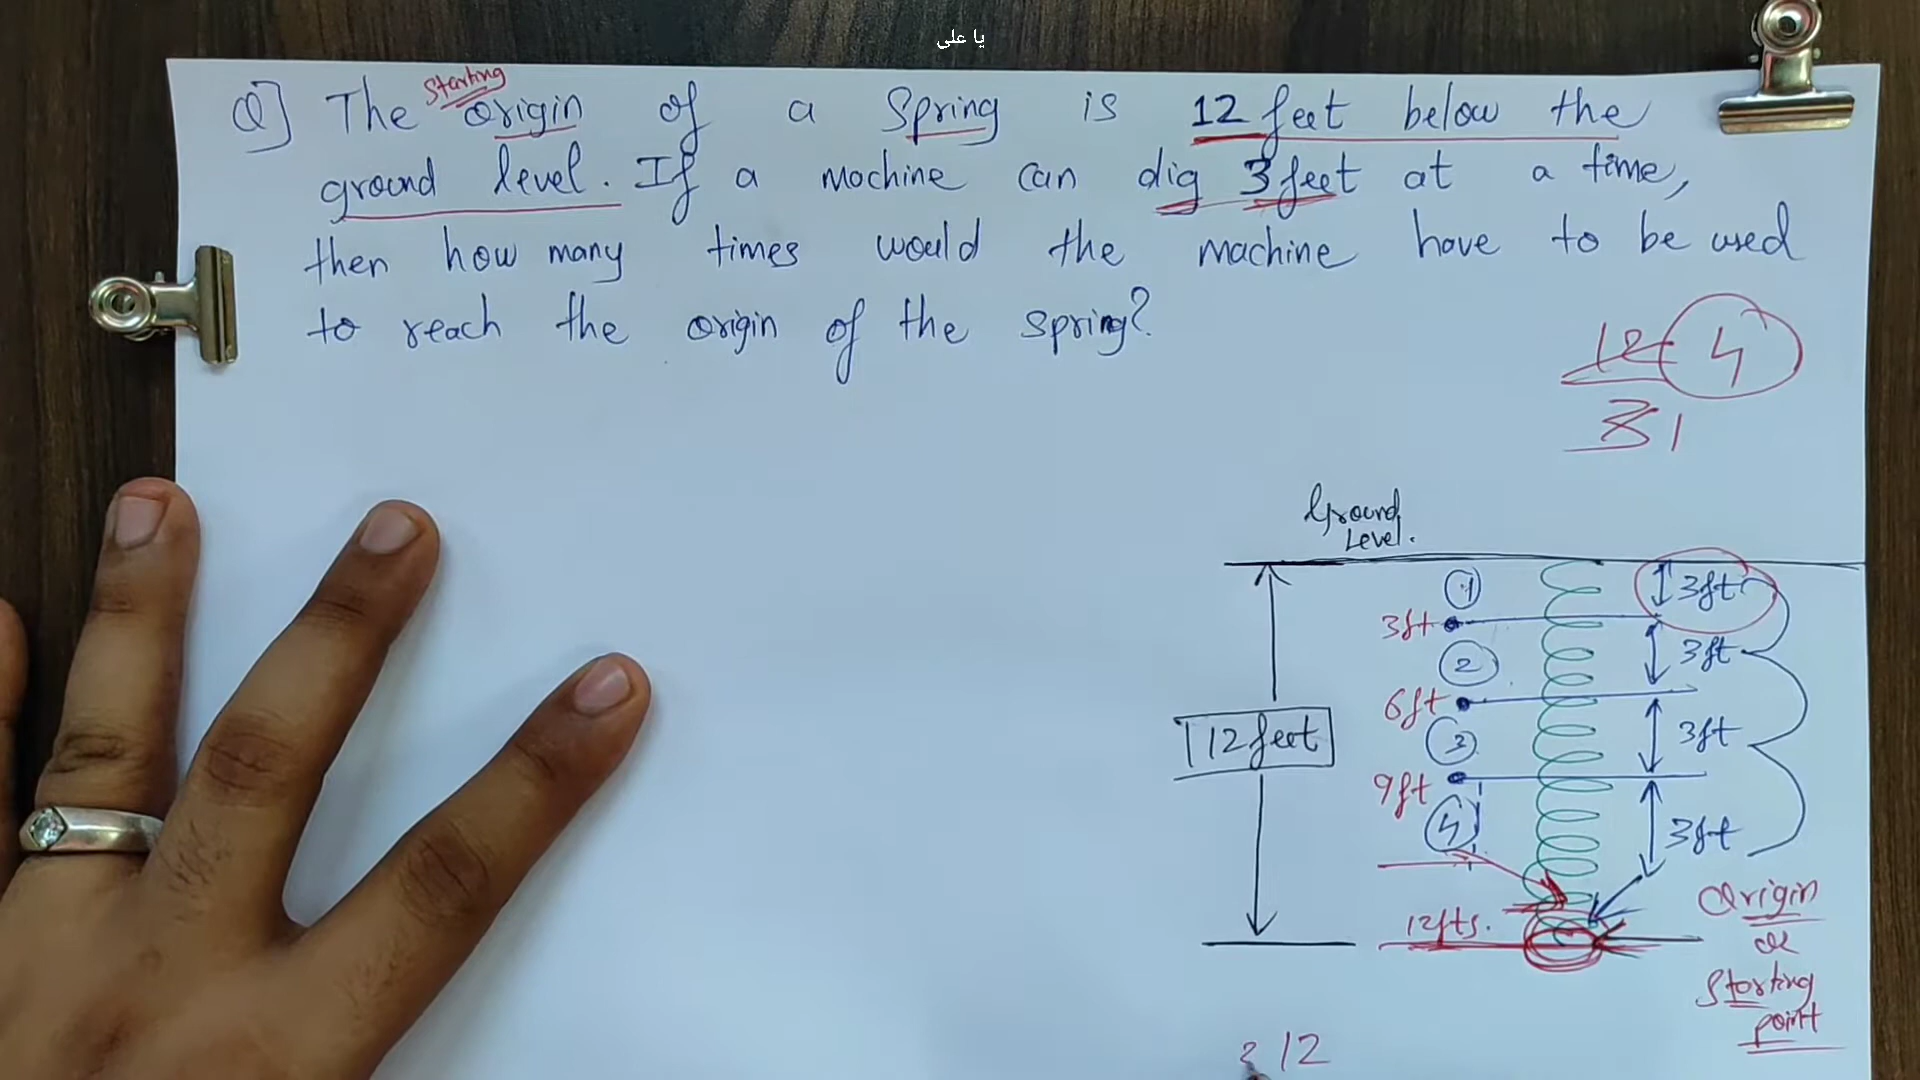 يا على
Starting
Q] The origin of a Spring is 12 feet below the
ground level. If a machine can dig 3 feet at a time,
then how many times would the machine have to be used
to reach the origin of the spring?
12 4
3 1
Ground
Level.
1 3ft
3ft
2 3ft
6ft
12 feet 3 3ft
9ft
4 3ft
Origin
12fts.
or
Starting
point
3 12